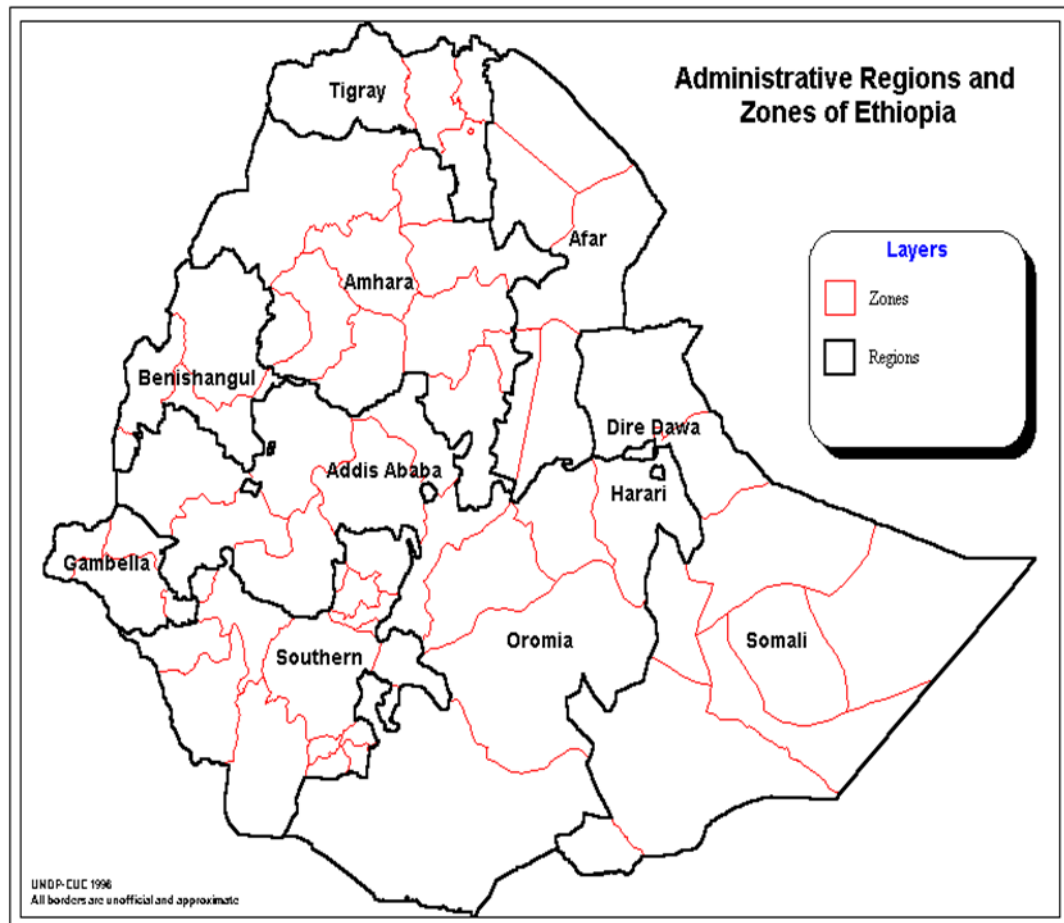 Administrative Regions and
Zones of Ethiopia
Tigray
Afar
Layers
Zones
Regions
Amhara
Benishangul
Dire Dawa
Addis Ababa
Harari
Gambella
Oromia
Somali
Southern
UNDP-EUE 1998
All borders are unofficial and approximate